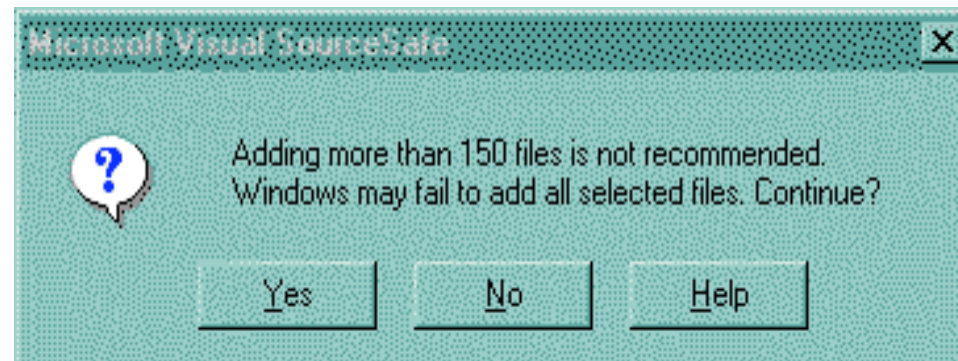 Microsoft Visual SourceSafe
Adding more than 150 files is not recommended.
Windows may fail to add all selected files. Continue?
Yes
No
Help